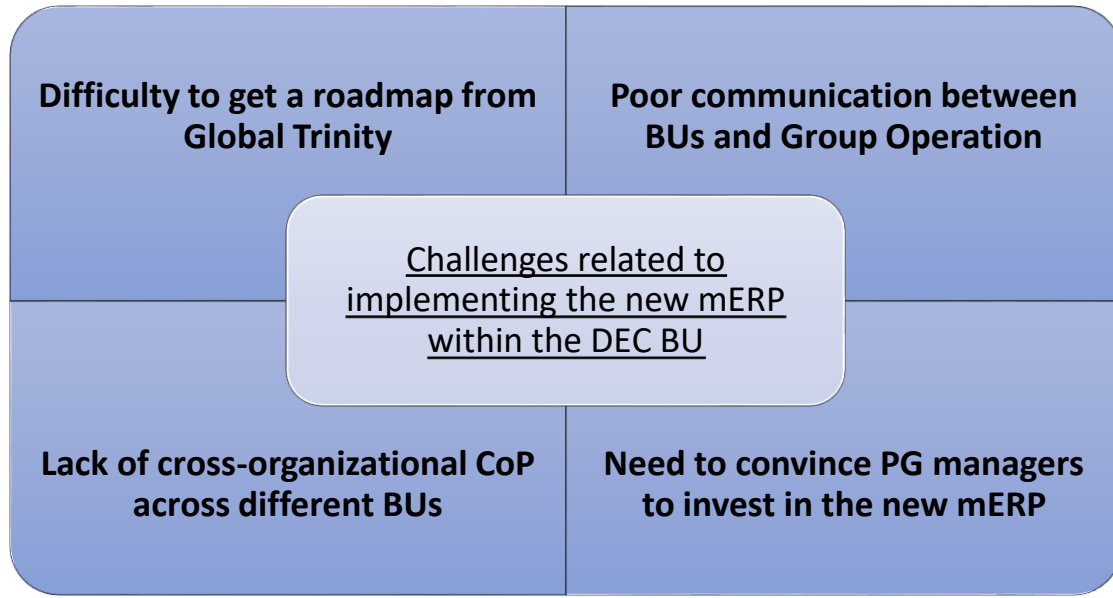 Difficulty to get a roadmap from
Global Trinity
Poor communication between
BUs and Group Operation
Challenges related to
implementing the new mERP
within the DEC BU
Lack of cross-organizational CoP
across different BUs
Need to convince PG managers
to invest in the new mERP